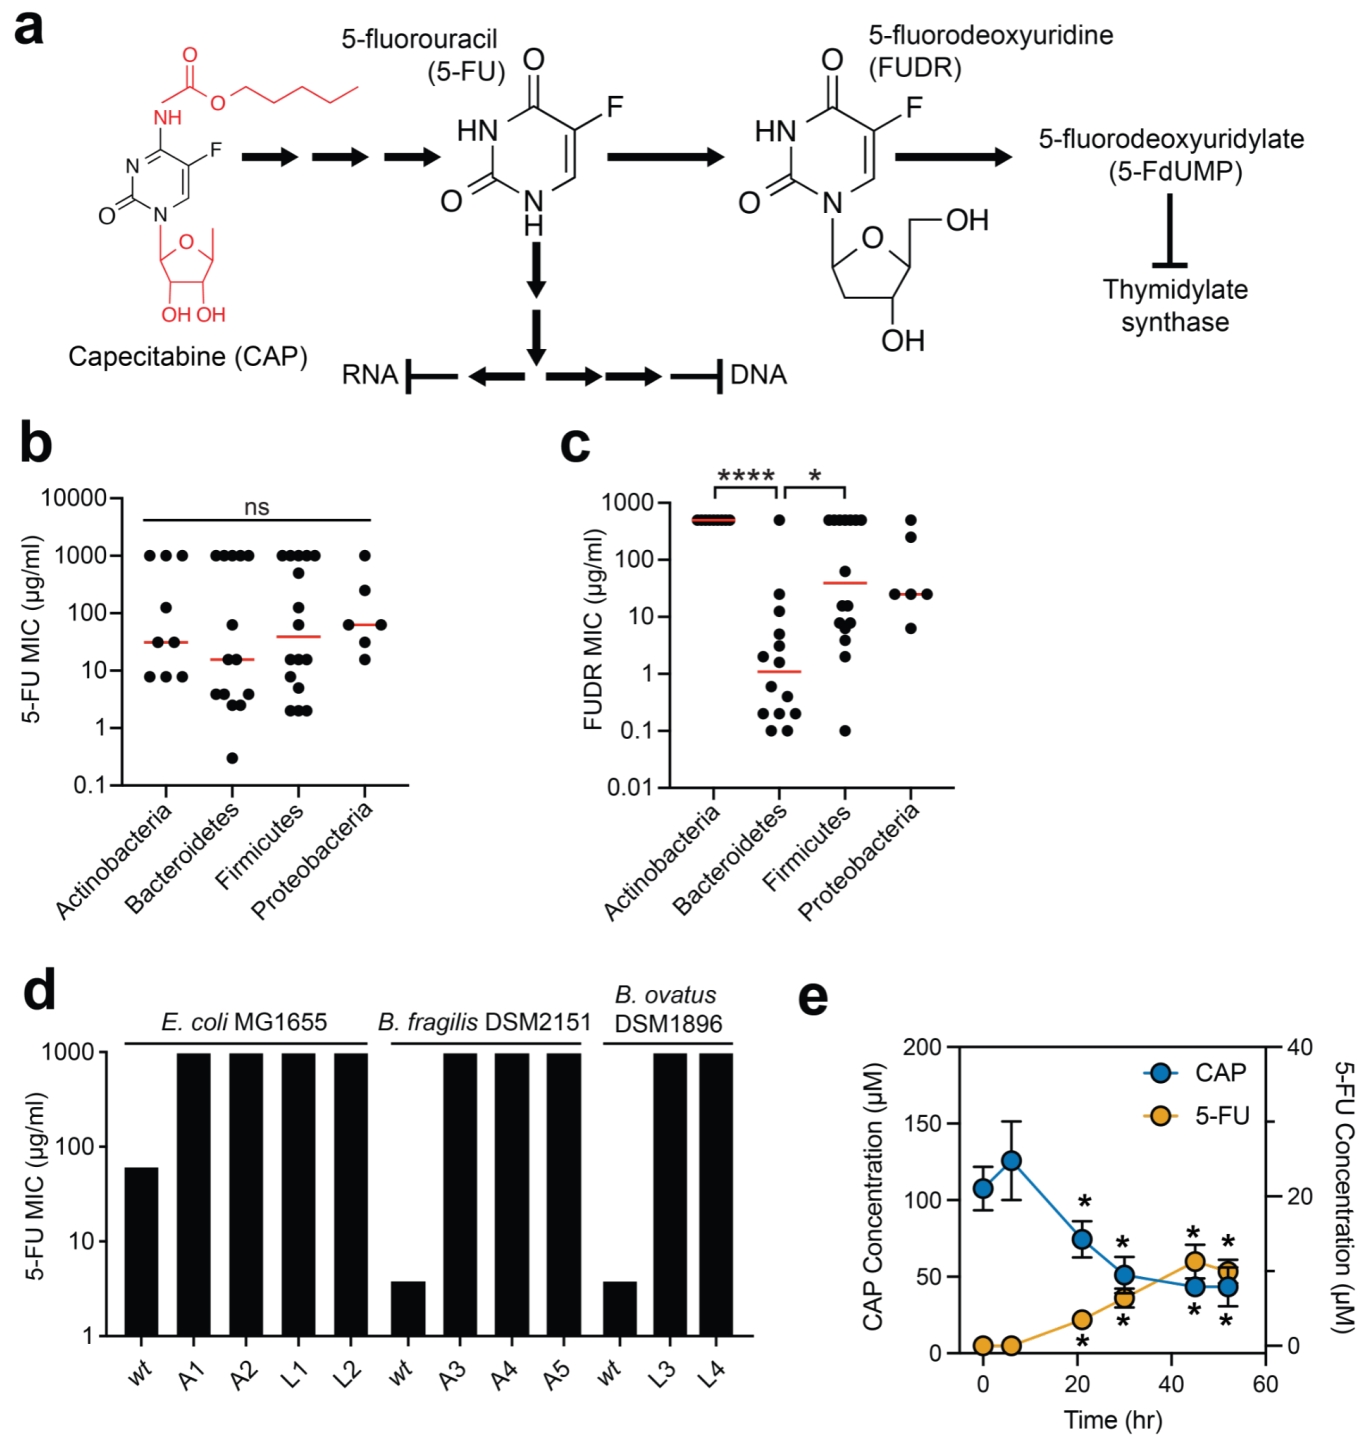 a
5-fluorouracil
(5-FU)
5-fluorodeoxyuridine
(FUDR)
5-fluorodeoxyuridylate
(5-FdUMP)
Thymidylate
synthase
O
O
NH
N
F
O
N
O
OH OH
Capecitabine (CAP)
O
F
HN
O
N
H
O
F
HN
O
N
O
OH
OH
RNA
DNA
b
5-FU MIC (µg/ml)
10000
1000
100
10
1
0.1
ns
Actinobacteria
Bacteroidetes
Firmicutes
Proteobacteria
c
FUDR MIC (µg/ml)
1000
100
10
1
0.1
0.01
**** *
Actinobacteria
Bacteroidetes
Firmicutes
Proteobacteria
d
E. coli MG1655
B. fragilis DSM2151
B. ovatus
DSM1896
5-FU MIC (µg/ml)
1000
100
10
1
wt A1 A2 L1 L2 wt A3 A4 A5 wt L3 L4
e
CAP Concentration (µM)
200
150
100
50
0
CAP
5-FU
* * * *
* * * *
40
20
0
5-FU Concentration (µM)
0 20 40 60
Time (hr)